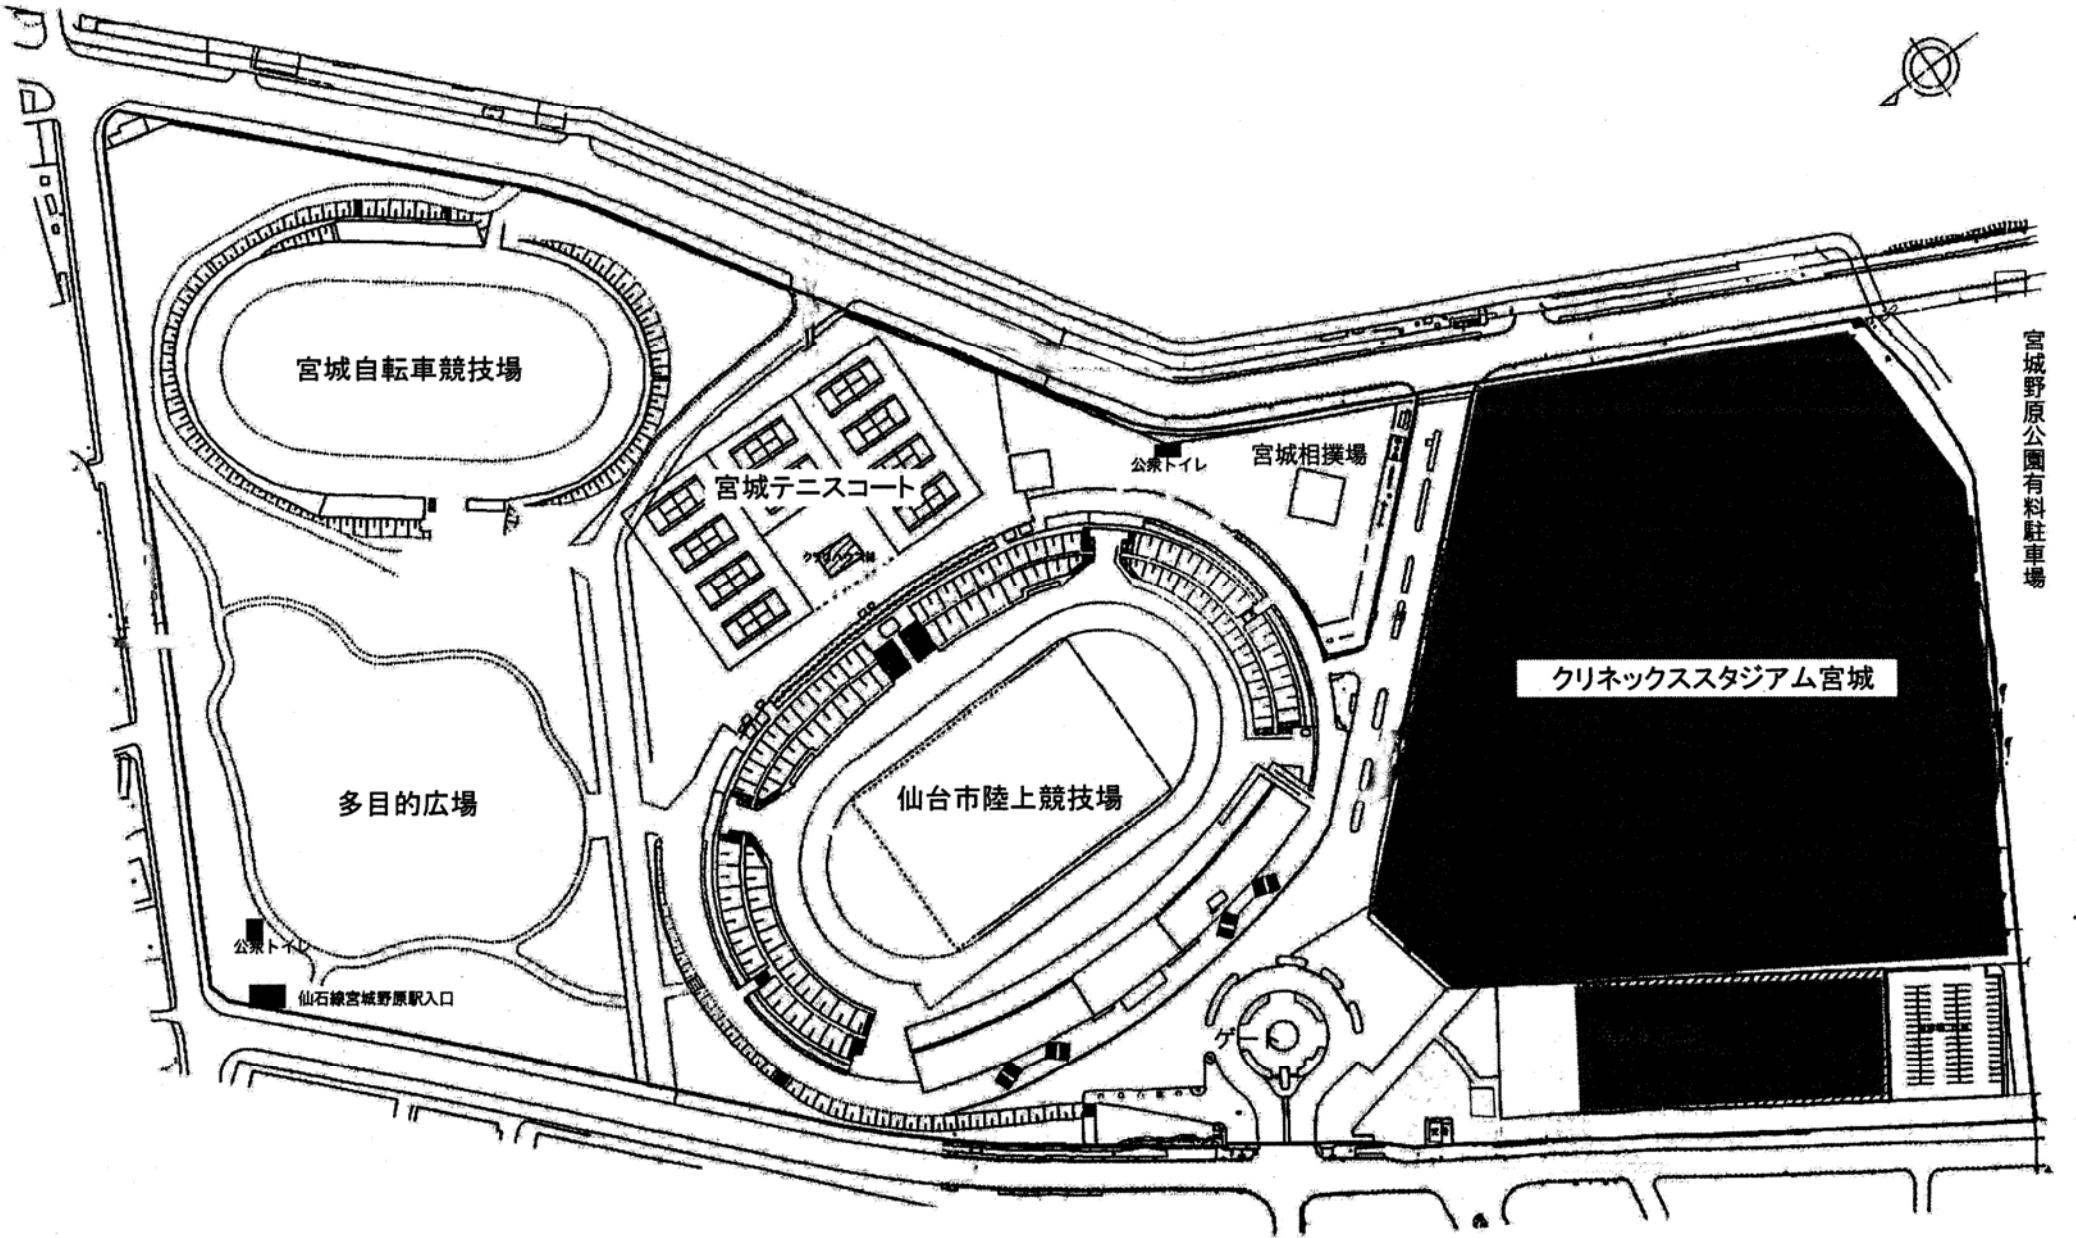 宮城自転車競技場
宮城野原公園有料駐車場
公衆トイレ
宮城相撲場
宮城テニスコート
クリネックススタジアム宮城
多目的広場
仙台市陸上競技場
公衆トイレ
仙石線宮城野原駅入口